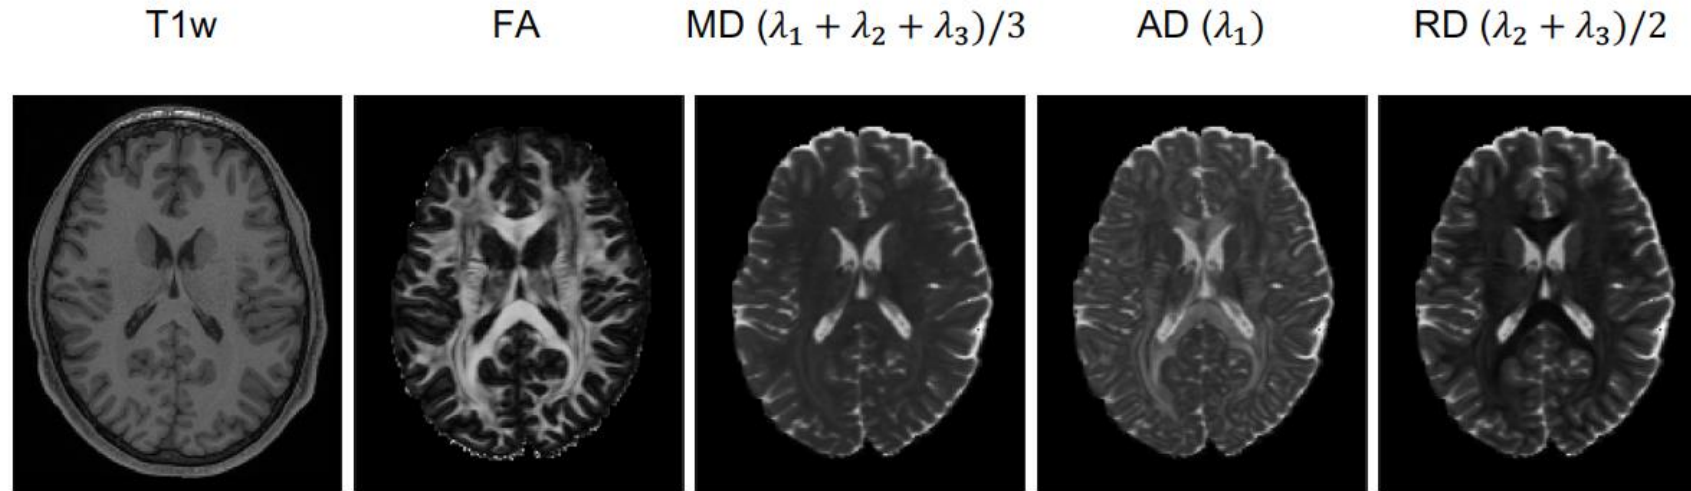 T1w FA MD (λ₁ + λ₂ + λ₃)/3 AD (λ₁) RD (λ₂ + λ₃)/2